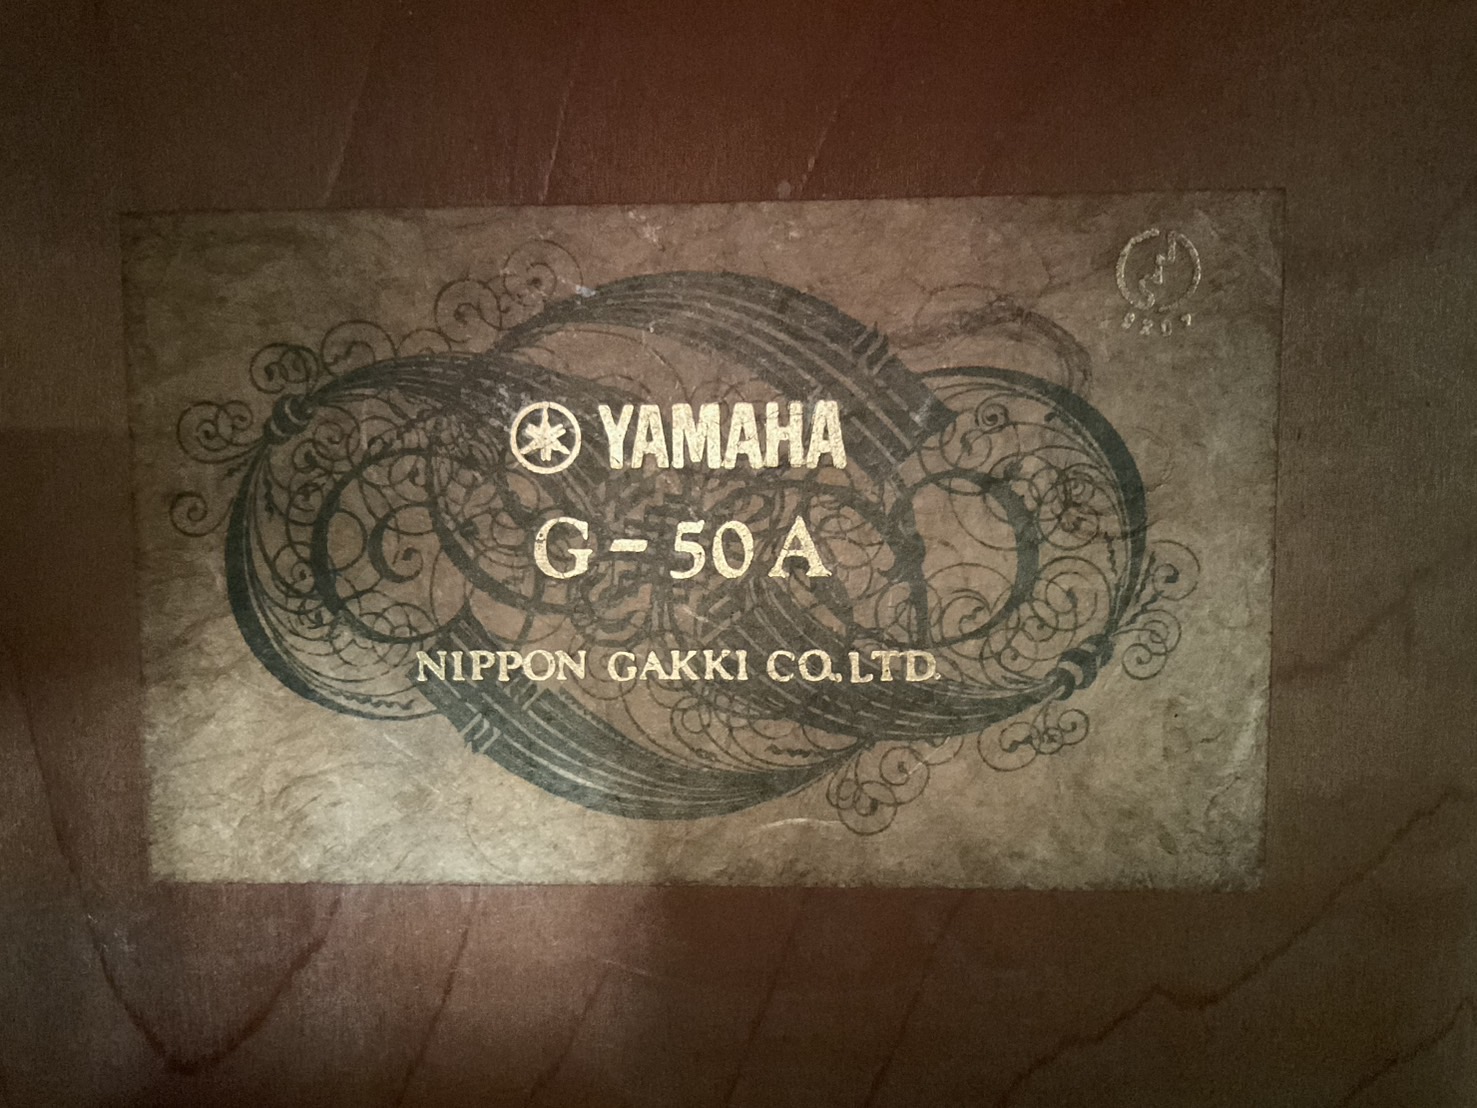 YAMAHA
G-50A
NIPPON GAKKI CO., LTD.